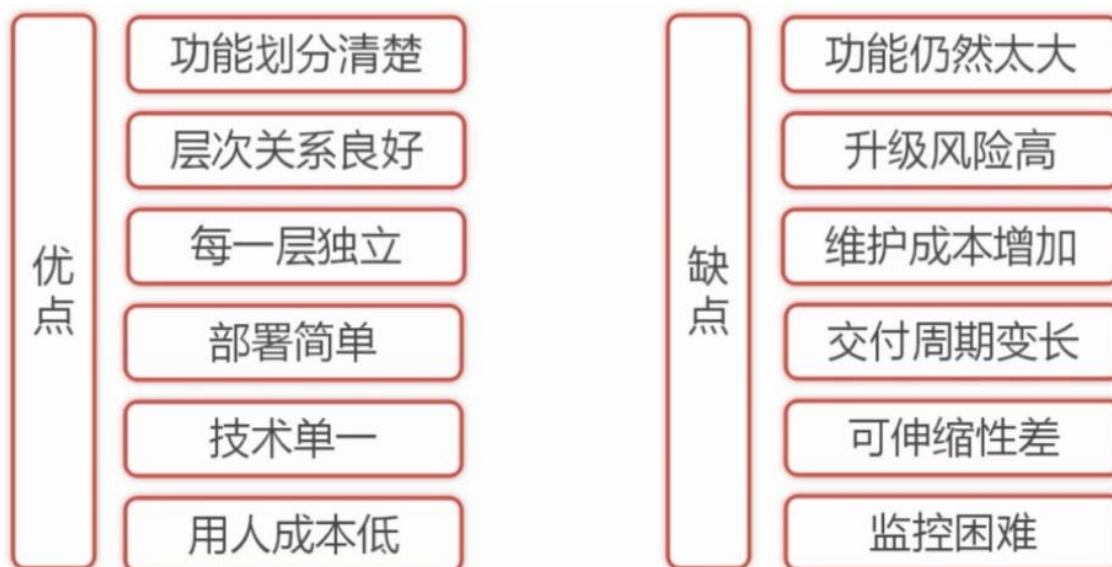 优点
功能划分清楚
层次关系良好
每一层独立
部署简单
技术单一
用人成本低
缺点
功能仍然太大
升级风险高
维护成本增加
交付周期变长
可伸缩性差
监控困难